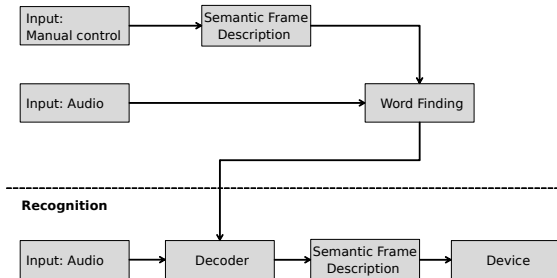 Input:
Manual control
Semantic Frame
Description
Input: Audio
Word Finding
Recognition
Input: Audio
Decoder
Semantic Frame
Description
Device